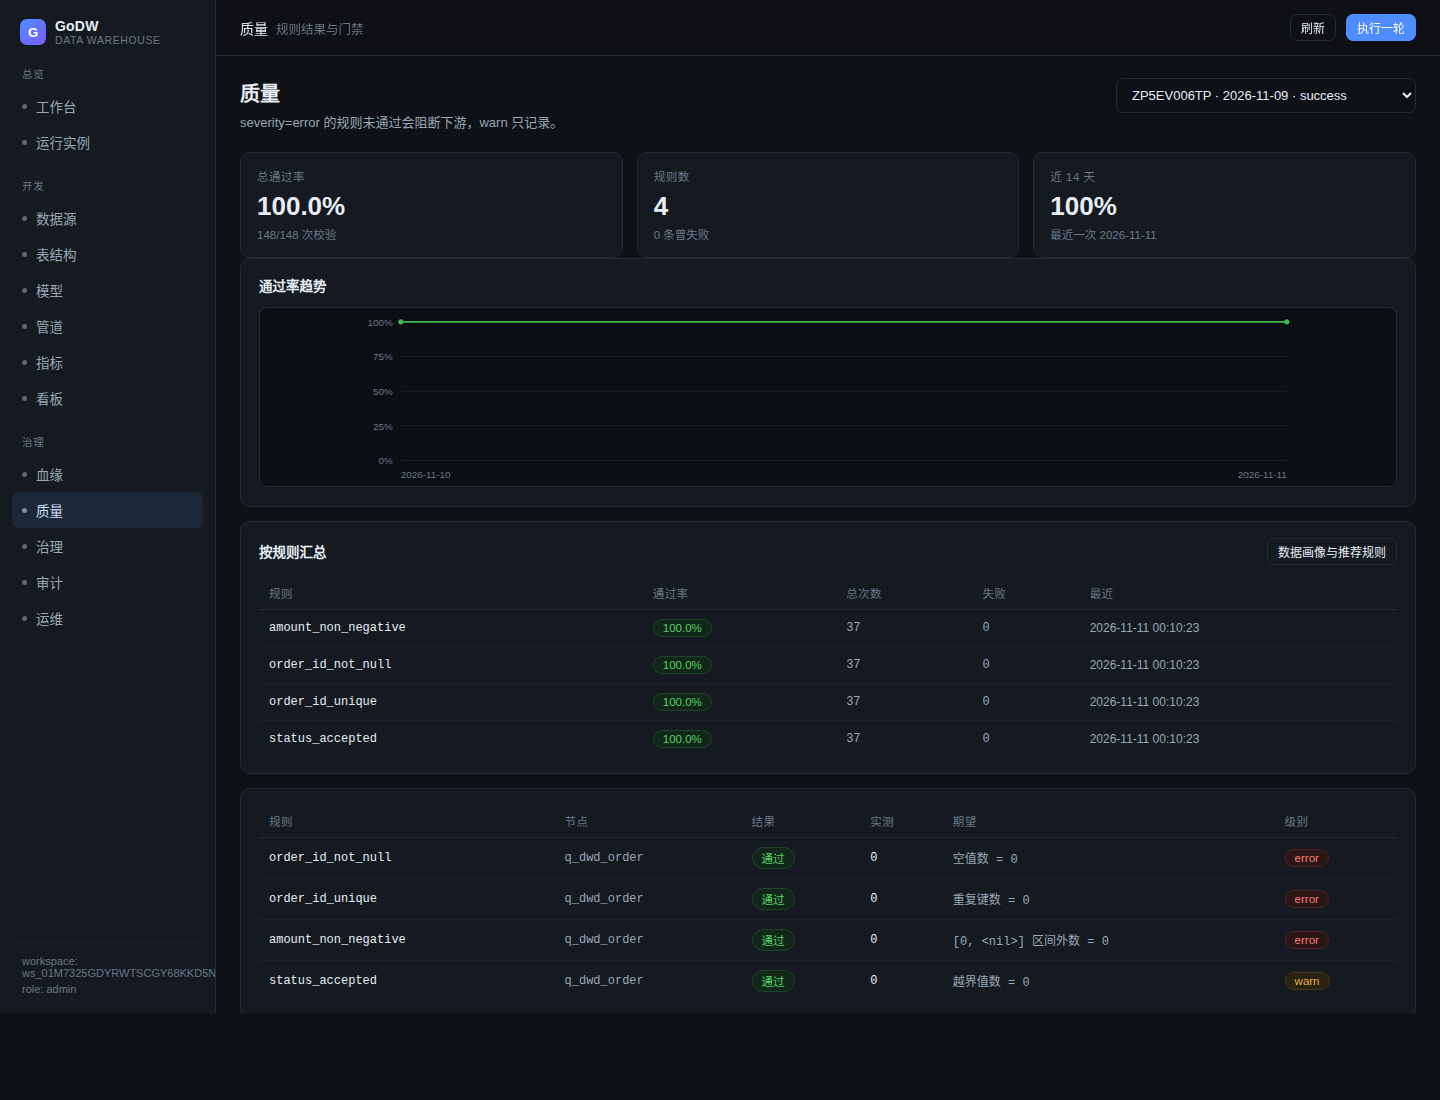 G GoDW
DATA WAREHOUSE
总览
工作台
运行实例
开发
数据源
表结构
模型
管道
指标
看板
治理
血缘
质量
治理
审计
运维
workspace:
ws_01M7325GDYRWTSCGY68KKD5N
role: admin
质量 规则结果与门禁
刷新 执行一轮
质量
severity=error 的规则未通过会阻断下游，warn 只记录。
ZP5EV006TP · 2026-11-09 · success
总通过率
100.0%
148/148 次校验
规则数
4
0 条曾失败
近 14 天
100%
最近一次 2026-11-11
通过率趋势
100%
75%
50%
25%
0%
2026-11-10 2026-11-11
按规则汇总 数据画像与推荐规则
规则 通过率 总次数 失败 最近
amount_non_negative 100.0% 37 0 2026-11-11 00:10:23
order_id_not_null 100.0% 37 0 2026-11-11 00:10:23
order_id_unique 100.0% 37 0 2026-11-11 00:10:23
status_accepted 100.0% 37 0 2026-11-11 00:10:23
规则 节点 结果 实测 期望 级别
order_id_not_null q_dwd_order 通过 0 空值数 = 0 error
order_id_unique q_dwd_order 通过 0 重复键数 = 0 error
amount_non_negative q_dwd_order 通过 0 [0, <nil>] 区间外数 = 0 error
status_accepted q_dwd_order 通过 0 越界值数 = 0 warn